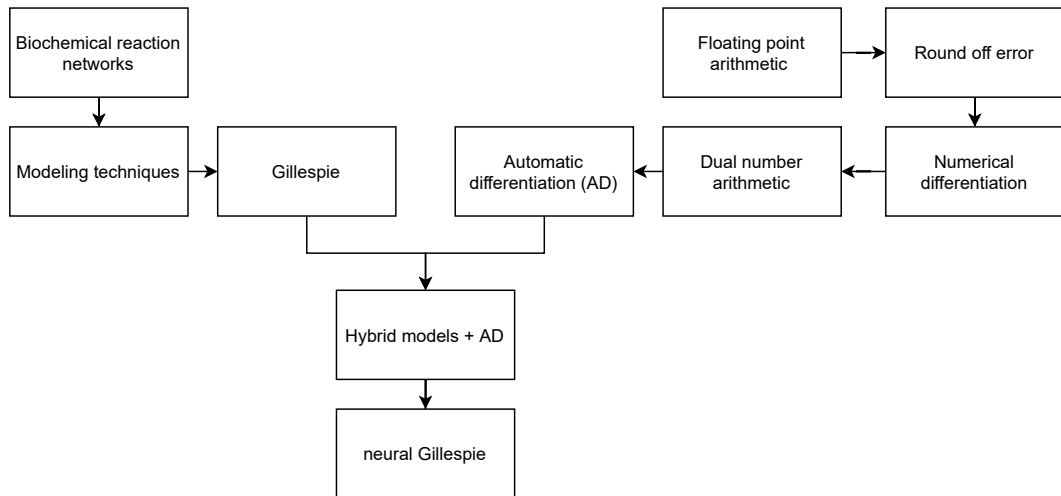 Biochemical reaction
networks
Floating point
arithmetic
Round off error
Modeling techniques
Gillespie
Automatic
differentiation (AD)
Dual number
arithmetic
Numerical
differentiation
Hybrid models + AD
neural Gillespie